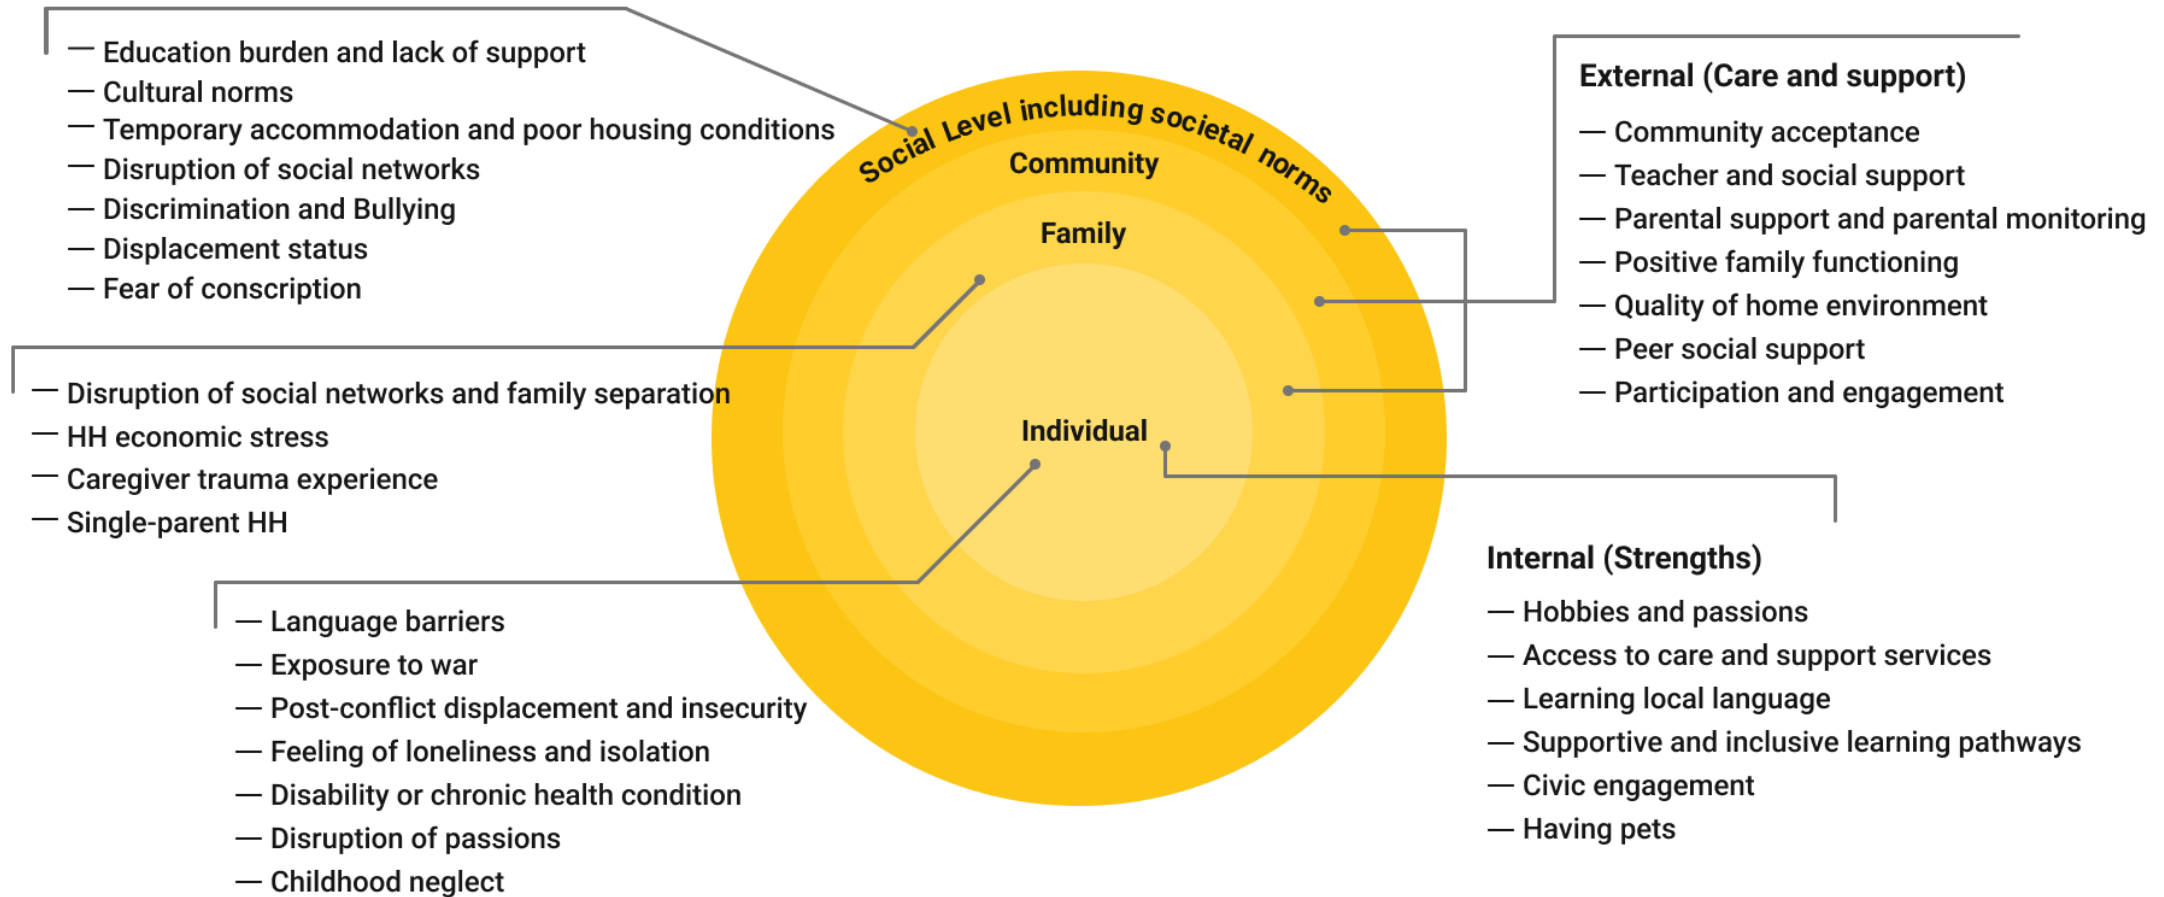 — Education burden and lack of support
— Cultural norms
— Temporary accommodation and poor housing conditions
— Disruption of social networks
— Discrimination and Bullying
— Displacement status
— Fear of conscription
— Disruption of social networks and family separation
— HH economic stress
— Caregiver trauma experience
— Single-parent HH
— Language barriers
— Exposure to war
— Post-conflict displacement and insecurity
— Feeling of loneliness and isolation
— Disability or chronic health condition
— Disruption of passions
— Childhood neglect
Social Level including societal norms
Community
Family
Individual
External (Care and support)
— Community acceptance
— Teacher and social support
— Parental support and parental monitoring
— Positive family functioning
— Quality of home environment
— Peer social support
— Participation and engagement
Internal (Strengths)
— Hobbies and passions
— Access to care and support services
— Learning local language
— Supportive and inclusive learning pathways
— Civic engagement
— Having pets